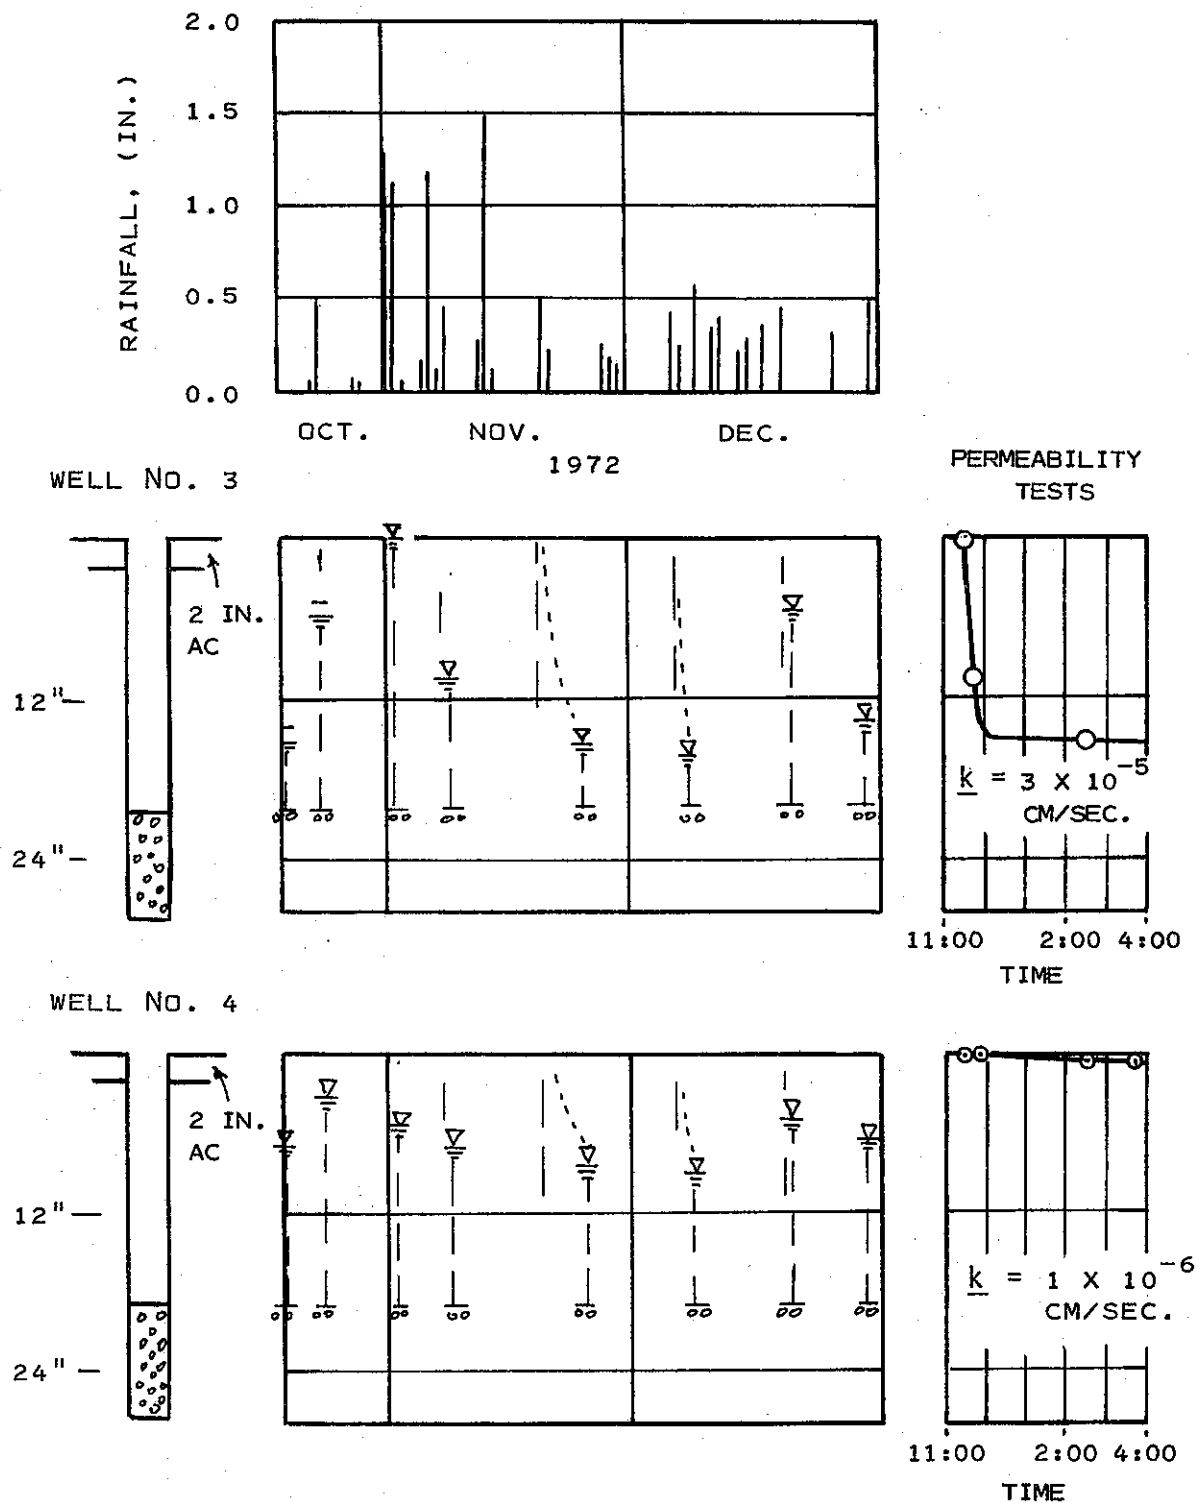 2.0
1.5
1.0
0.5
0.0
RAINFALL, (IN.)
OCT.
NOV.
DEC.
1972
WELL No. 3
PERMEABILITY
TESTS
2 IN.
AC
12"
24"
k = 3 X 10-5
CM/SEC.
11:00
2:00
4:00
TIME
WELL No. 4
2 IN.
AC
12"
24"
k = 1 X 10-6
CM/SEC.
11:00
2:00
4:00
TIME